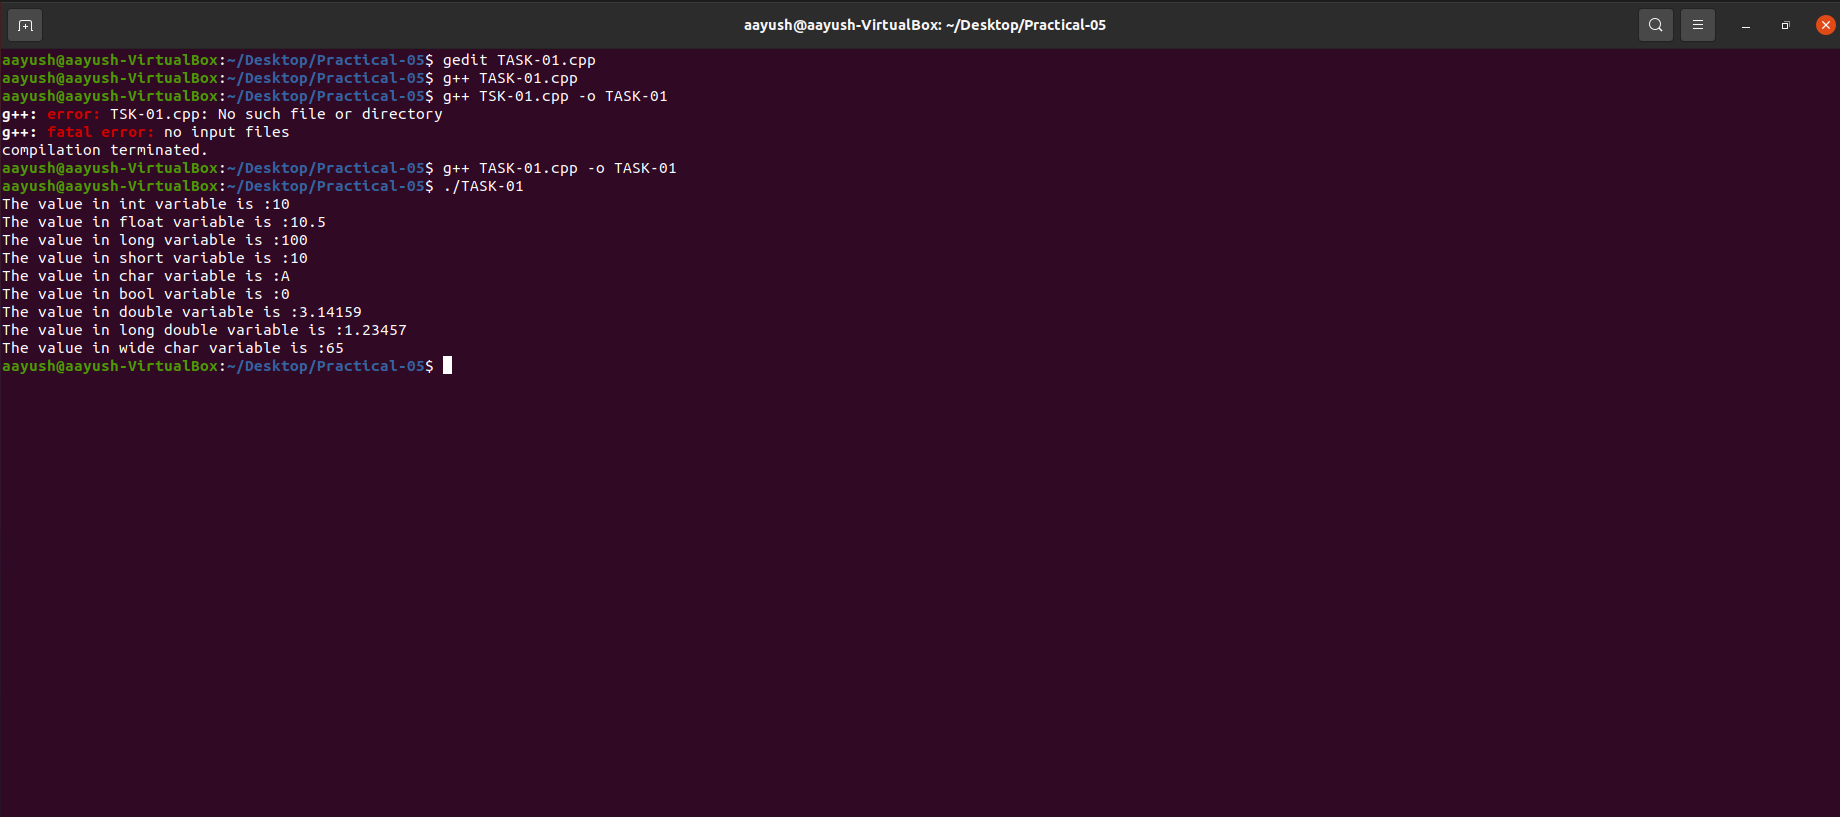 aayush@aayush-VirtualBox: ~/Desktop/Practical-05
aayush@aayush-VirtualBox:~/Desktop/Practical-05$ gedit TASK-01.cpp
aayush@aayush-VirtualBox:~/Desktop/Practical-05$ g++ TASK-01.cpp
aayush@aayush-VirtualBox:~/Desktop/Practical-05$ g++ TSK-01.cpp -o TASK-01
g++: error: TSK-01.cpp: No such file or directory
g++: fatal error: no input files
compilation terminated.
aayush@aayush-VirtualBox:~/Desktop/Practical-05$ g++ TASK-01.cpp -o TASK-01
aayush@aayush-VirtualBox:~/Desktop/Practical-05$ ./TASK-01
The value in int variable is :10
The value in float variable is :10.5
The value in long variable is :100
The value in short variable is :10
The value in char variable is :A
The value in bool variable is :0
The value in double variable is :3.14159
The value in long double variable is :1.23457
The value in wide char variable is :65
aayush@aayush-VirtualBox:~/Desktop/Practical-05$